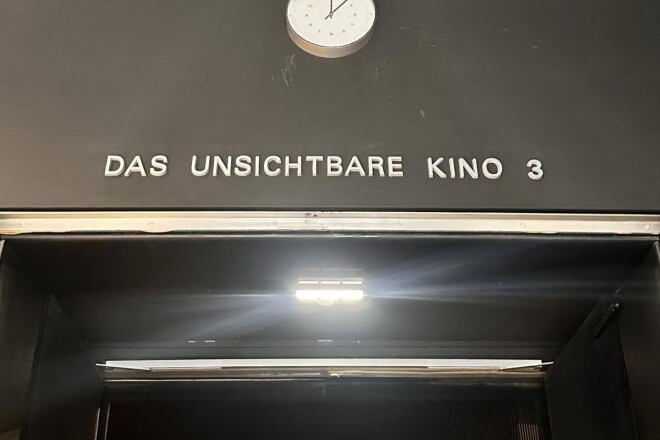 DAS UNSICHTBARE KINO 3